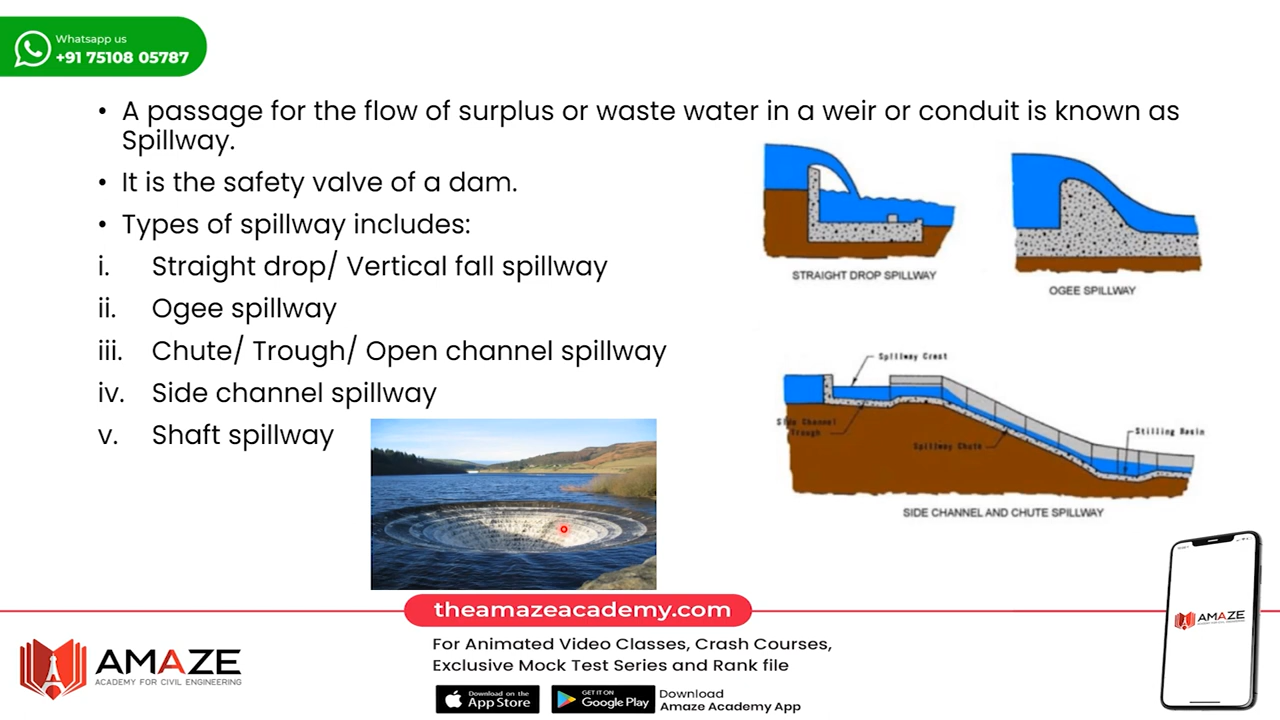 Whatsapp us
+91 75108 05787
• A passage for the flow of surplus or waste water in a weir or conduit is known as
Spillway.
• It is the safety valve of a dam.
• Types of spillway includes:
i. Straight drop/ Vertical fall spillway
ii. Ogee spillway
iii. Chute/ Trough/ Open channel spillway
iv. Side channel spillway
v. Shaft spillway
STRAIGHT DROP SPILLWAY
OGEE SPILLWAY
Spillway Crest
Side Channel
Trough
Spillway Chute
Stilling Basin
SIDE CHANNEL AND CHUTE SPILLWAY
theamazeacademy.com
AMAZE
ACADEMY FOR CIVIL ENGINEERING
For Animated Video Classes, Crash Courses,
Exclusive Mock Test Series and Rank file
Download on the
App Store
GET IT ON
Google Play
Download
Amaze Academy App
AMAZE